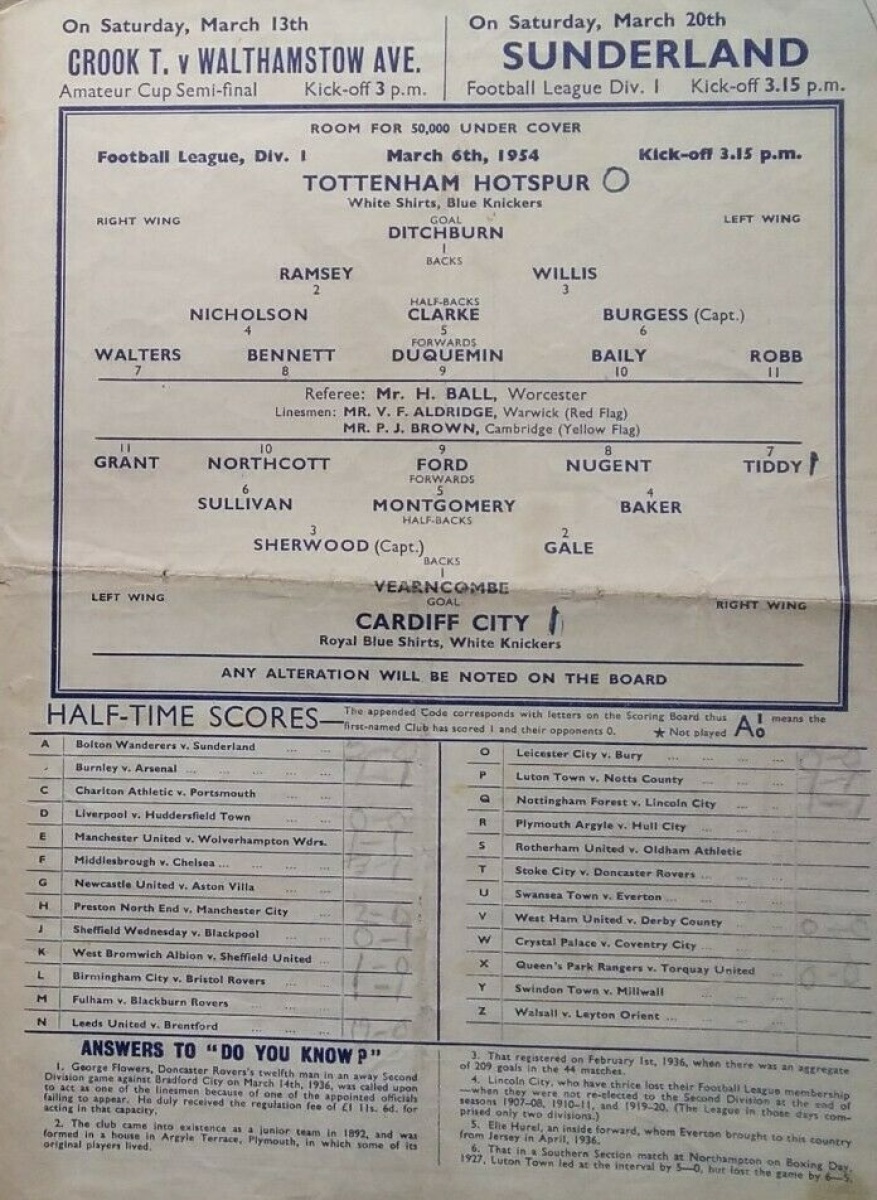 On Saturday, March 13th
CROOK T. v WALTHAMSTOW AVE.
Amateur Cup Semi-final Kick-off 3 p.m.
On Saturday, March 20th
SUNDERLAND
Football League Div. 1 Kick-off 3.15 p.m.
ROOM FOR 50,000 UNDER COVER
Football League, Div. 1 March 6th, 1954 Kick-off 3.15 p.m.
TOTTENHAM HOTSPUR 0
White Shirts, Blue Knickers
RIGHT WING GOAL LEFT WING
DITCHBURN
1
BACKS
RAMSEY WILLIS
2 3
HALF-BACKS
NICHOLSON CLARKE BURGESS (Capt.)
4 5 6
FORWARDS
WALTERS BENNETT DUQUEMIN BAILY ROBB
7 8 9 10 11
Referee: Mr. H. BALL, Worcester
Linesmen: MR. V. F. ALDRIDGE, Warwick (Red Flag)
MR. P. J. BROWN, Cambridge (Yellow Flag)
11 10 9 8 7
GRANT NORTHCOTT FORD NUGENT TIDDY 1
FORWARDS
6 5 4
SULLIVAN MONTGOMERY BAKER
HALF-BACKS
3 2
SHERWOOD (Capt.) GALE
BACKS
1
VEARNCOMBE
LEFT WING GOAL RIGHT WING
CARDIFF CITY 1
Royal Blue Shirts, White Knickers
ANY ALTERATION WILL BE NOTED ON THE BOARD
HALF-TIME SCORES—The appended Code corresponds with letters on the Scoring Board thus A 1 0 means the
first-named Club has scored 1 and their opponents 0. ★ Not played
A Bolton Wanderers v. Sunderland ... ...
Burnley v. Arsenal ... ... ...
C Charlton Athletic v. Portsmouth ... ...
D Liverpool v. Huddersfield Town ...
E Manchester United v. Wolverhampton Wdrs.
F Middlesbrough v. Chelsea ... ... ...
G Newcastle United v. Aston Villa ...
H Preston North End v. Manchester City ...
J Sheffield Wednesday v. Blackpool ...
K West Bromwich Albion v. Sheffield United ...
L Birmingham City v. Bristol Rovers ...
M Fulham v. Blackburn Rovers ... ...
N Leeds United v. Brentford ... ... ...
O Leicester City v. Bury ... ... ...
P Luton Town v. Notts County ... ...
Q Nottingham Forest v. Lincoln City ...
R Plymouth Argyle v. Hull City ... ...
S Rotherham United v. Oldham Athletic
T Stoke City v. Doncaster Rovers ... ...
U Swansea Town v. Everton ... ... ...
V West Ham United v. Derby County ...
W Crystal Palace v. Coventry City ... ...
X Queen's Park Rangers v. Torquay United
Y Swindon Town v. Millwall ... ...
Z Walsall v. Leyton Orient ... ... ...
ANSWERS TO "DO YOU KNOW?"
1. George Flowers, Doncaster Rovers's twelfth man in an away Second
Division game against Bradford City on March 14th, 1936, was called upon
to act as one of the linesmen because of one of the appointed officials
failing to appear. He duly received the regulation fee of £1 11s. 6d. for
acting in that capacity.
2. The club came into existence as a junior team in 1892, and was
formed in a house in Argyle Terrace, Plymouth, in which some of its
original players lived.
3. That registered on February 1st, 1936, when there was an aggregate
of 209 goals in the 44 matches.
4. Lincoln City, who have thrice lost their Football League membership
—when they were not re-elected to the Second Division at the end of
seasons 1907-08, 1910-11, and 1919-20. (The League in those days com-
prised only two divisions.)
5. Elie Hurel, an inside forward, whom Everton brought to this country
from Jersey in April, 1936.
6. That in a Southern Section match at Northampton on Boxing Day,
1927, Luton Town led at the interval by 5—0, but lost the game by 6—5.